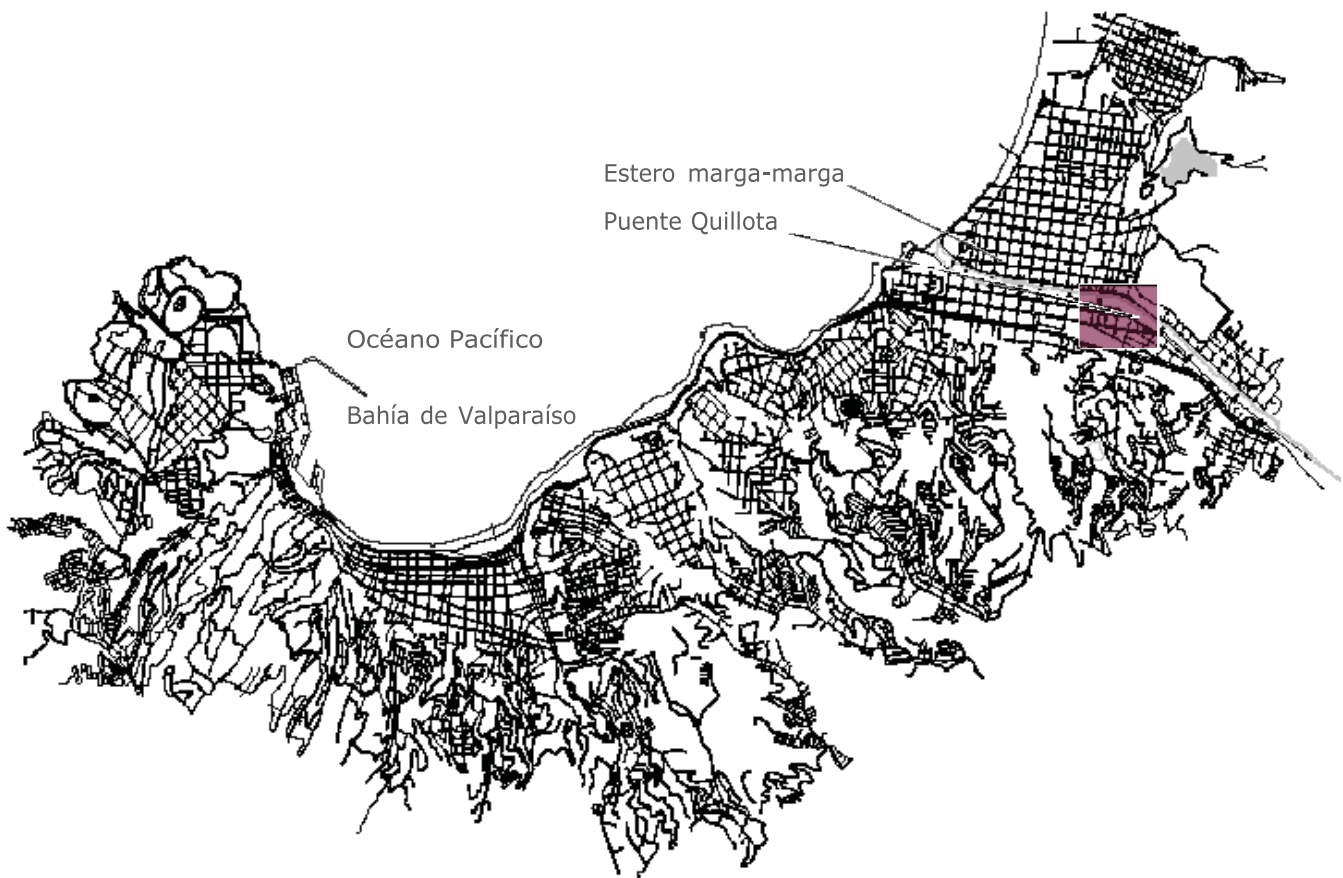 Estero marga-marga
Puente Quillota
Océano Pacífico
Bahía de Valparaíso